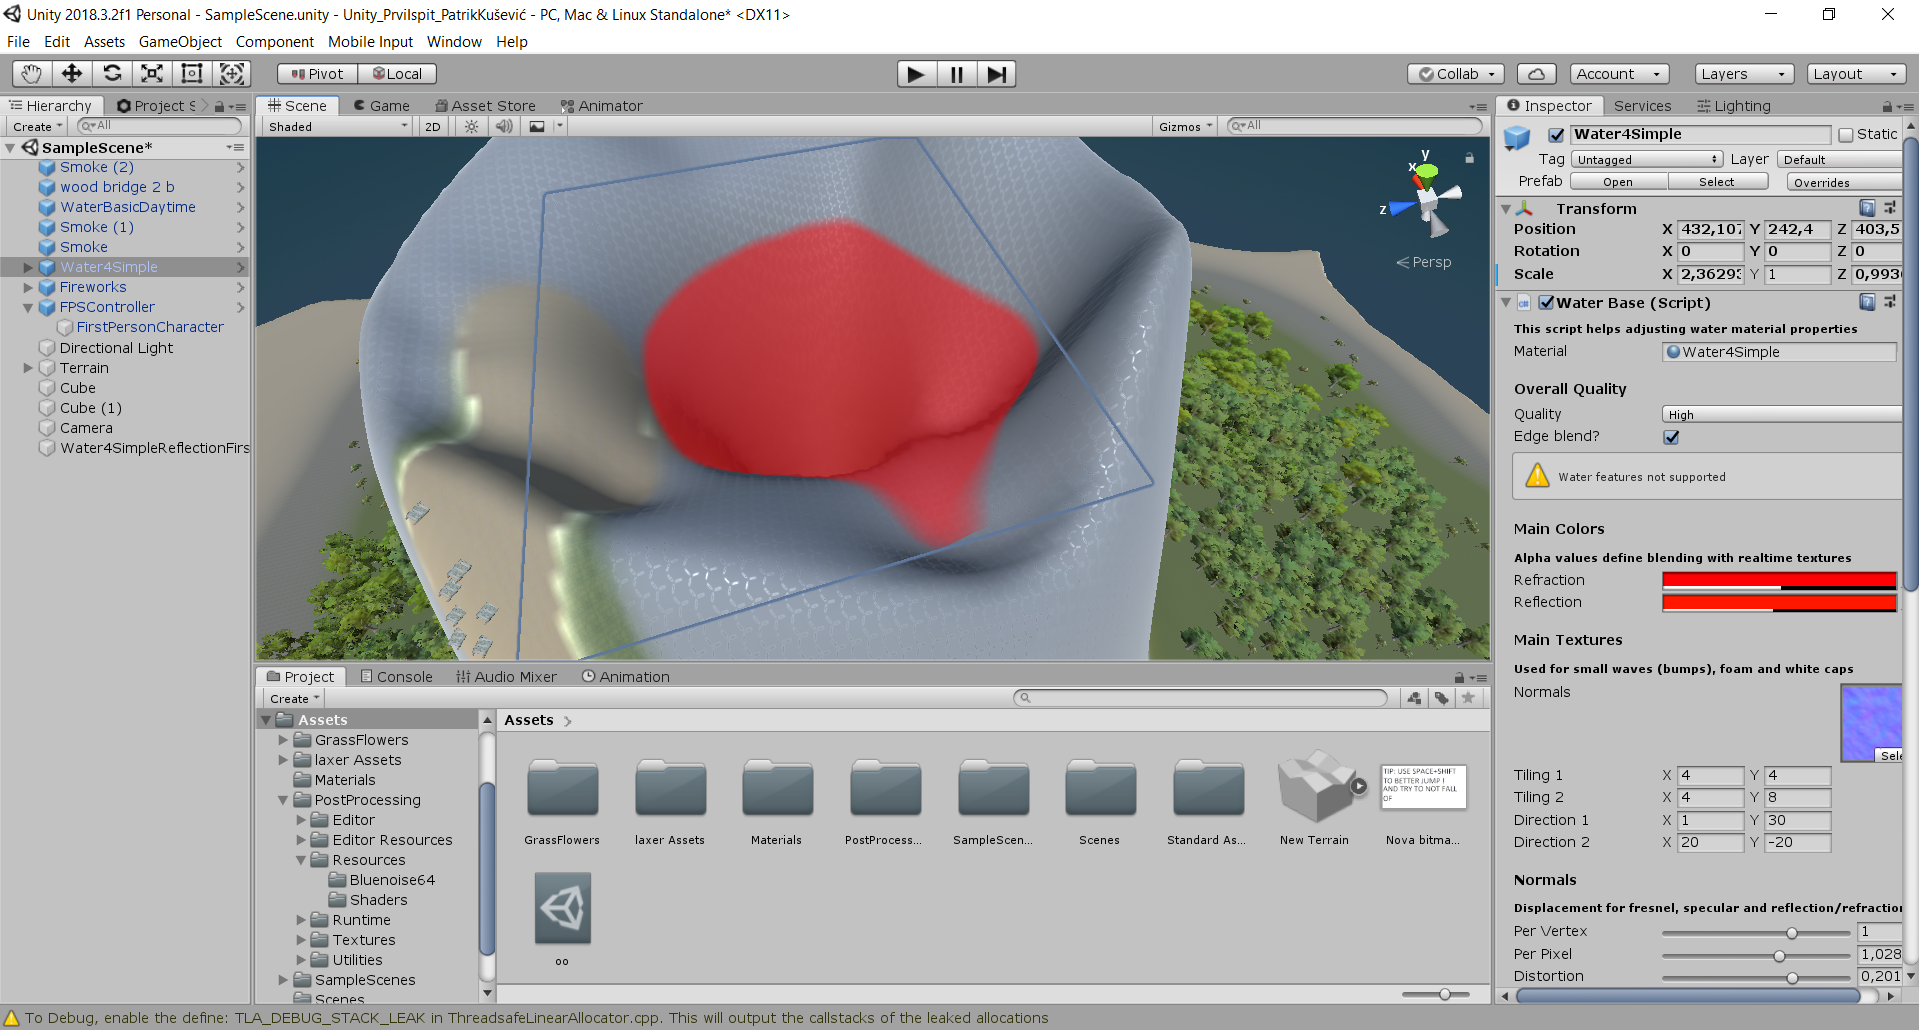 Unity 2018.3.2f1 Personal - SampleScene.unity - Unity_PrviIspit_PatrikKušević - PC, Mac & Linux Standalone* <DX11>
File Edit Assets GameObject Component Mobile Input Window Help
Pivot Local Collab Account Layers Layout
Hierarchy Project S
Create All
SampleScene*
Smoke (2)
wood bridge 2 b
WaterBasicDaytime
Smoke (1)
Smoke
Water4Simple
Fireworks
FPSController
FirstPersonCharacter
Directional Light
Terrain
Cube
Cube (1)
Camera
Water4SimpleReflectionFirs
Scene Game Asset Store Animator
Shaded 2D Gizmos All
y
x
z
Persp
Project Console Audio Mixer Animation
Create
Assets
GrassFlowers
laxer Assets
Materials
PostProcessing
Editor
Editor Resources
Resources
Bluenoise64
Shaders
Runtime
Textures
Utilities
SampleScenes
Scenes
Assets
TIP: USE SPACE+SHIFT
TO BETTER JUMP !
AND TRY TO NOT FALL
OF
GrassFlowers laxer Assets Materials PostProcess... SampleScen... Scenes Standard As... New Terrain Nova bitma...
oo
Inspector Services Lighting
Water4Simple Static
Tag Untagged Layer Default
Prefab Open Select Overrides
Transform
Position X 432,107 Y 242,4 Z 403,5
Rotation X 0 Y 0 Z 0
Scale X 2,36293 Y 1 Z 0,993
Water Base (Script)
This script helps adjusting water material properties
Material Water4Simple
Overall Quality
Quality High
Edge blend?
Water features not supported
Main Colors
Alpha values define blending with realtime textures
Refraction
Reflection
Main Textures
Used for small waves (bumps), foam and white caps
Normals
Sele
Tiling 1 X 4 Y 4
Tiling 2 X 4 Y 8
Direction 1 X 1 Y 30
Direction 2 X 20 Y -20
Normals
Displacement for fresnel, specular and reflection/refraction
Per Vertex 1
Per Pixel 1,028
Distortion 0,201
To Debug, enable the define: TLA_DEBUG_STACK_LEAK in ThreadsafeLinearAllocator.cpp. This will output the callstacks of the leaked allocations